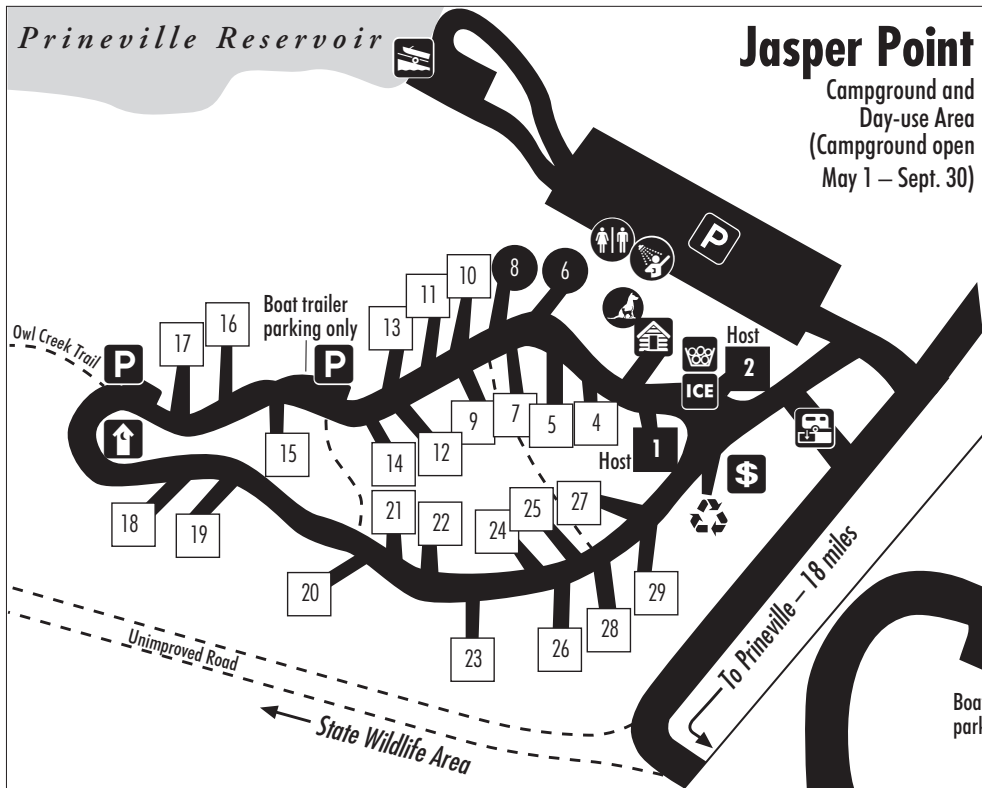 Prineville Reservoir
Jasper Point
Campground and
Day-use Area
(Campground open
May 1 – Sept. 30)
P
10
8
6
11
Boat trailer
parking only
13
16
Owl Creek Trail
17
P
P
Host
2
ICE
9
7
5
4
15
14
12
Host
1
$
18
19
21
22
24
25
27
20
23
26
28
29
To Prineville – 18 miles
Unimproved Road
State Wildlife Area
Boa
park